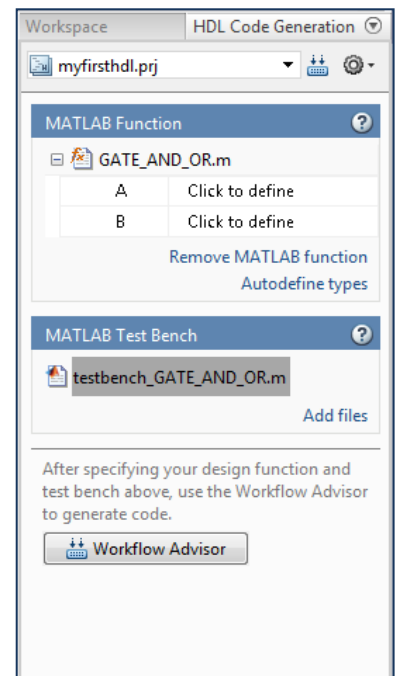 Workspace HDL Code Generation
myfirsthdl.prj
MATLAB Function ?
GATE_AND_OR.m
A Click to define
B Click to define
Remove MATLAB function
Autodefine types
MATLAB Test Bench ?
testbench_GATE_AND_OR.m
Add files
After specifying your design function and
test bench above, use the Workflow Advisor
to generate code.
Workflow Advisor